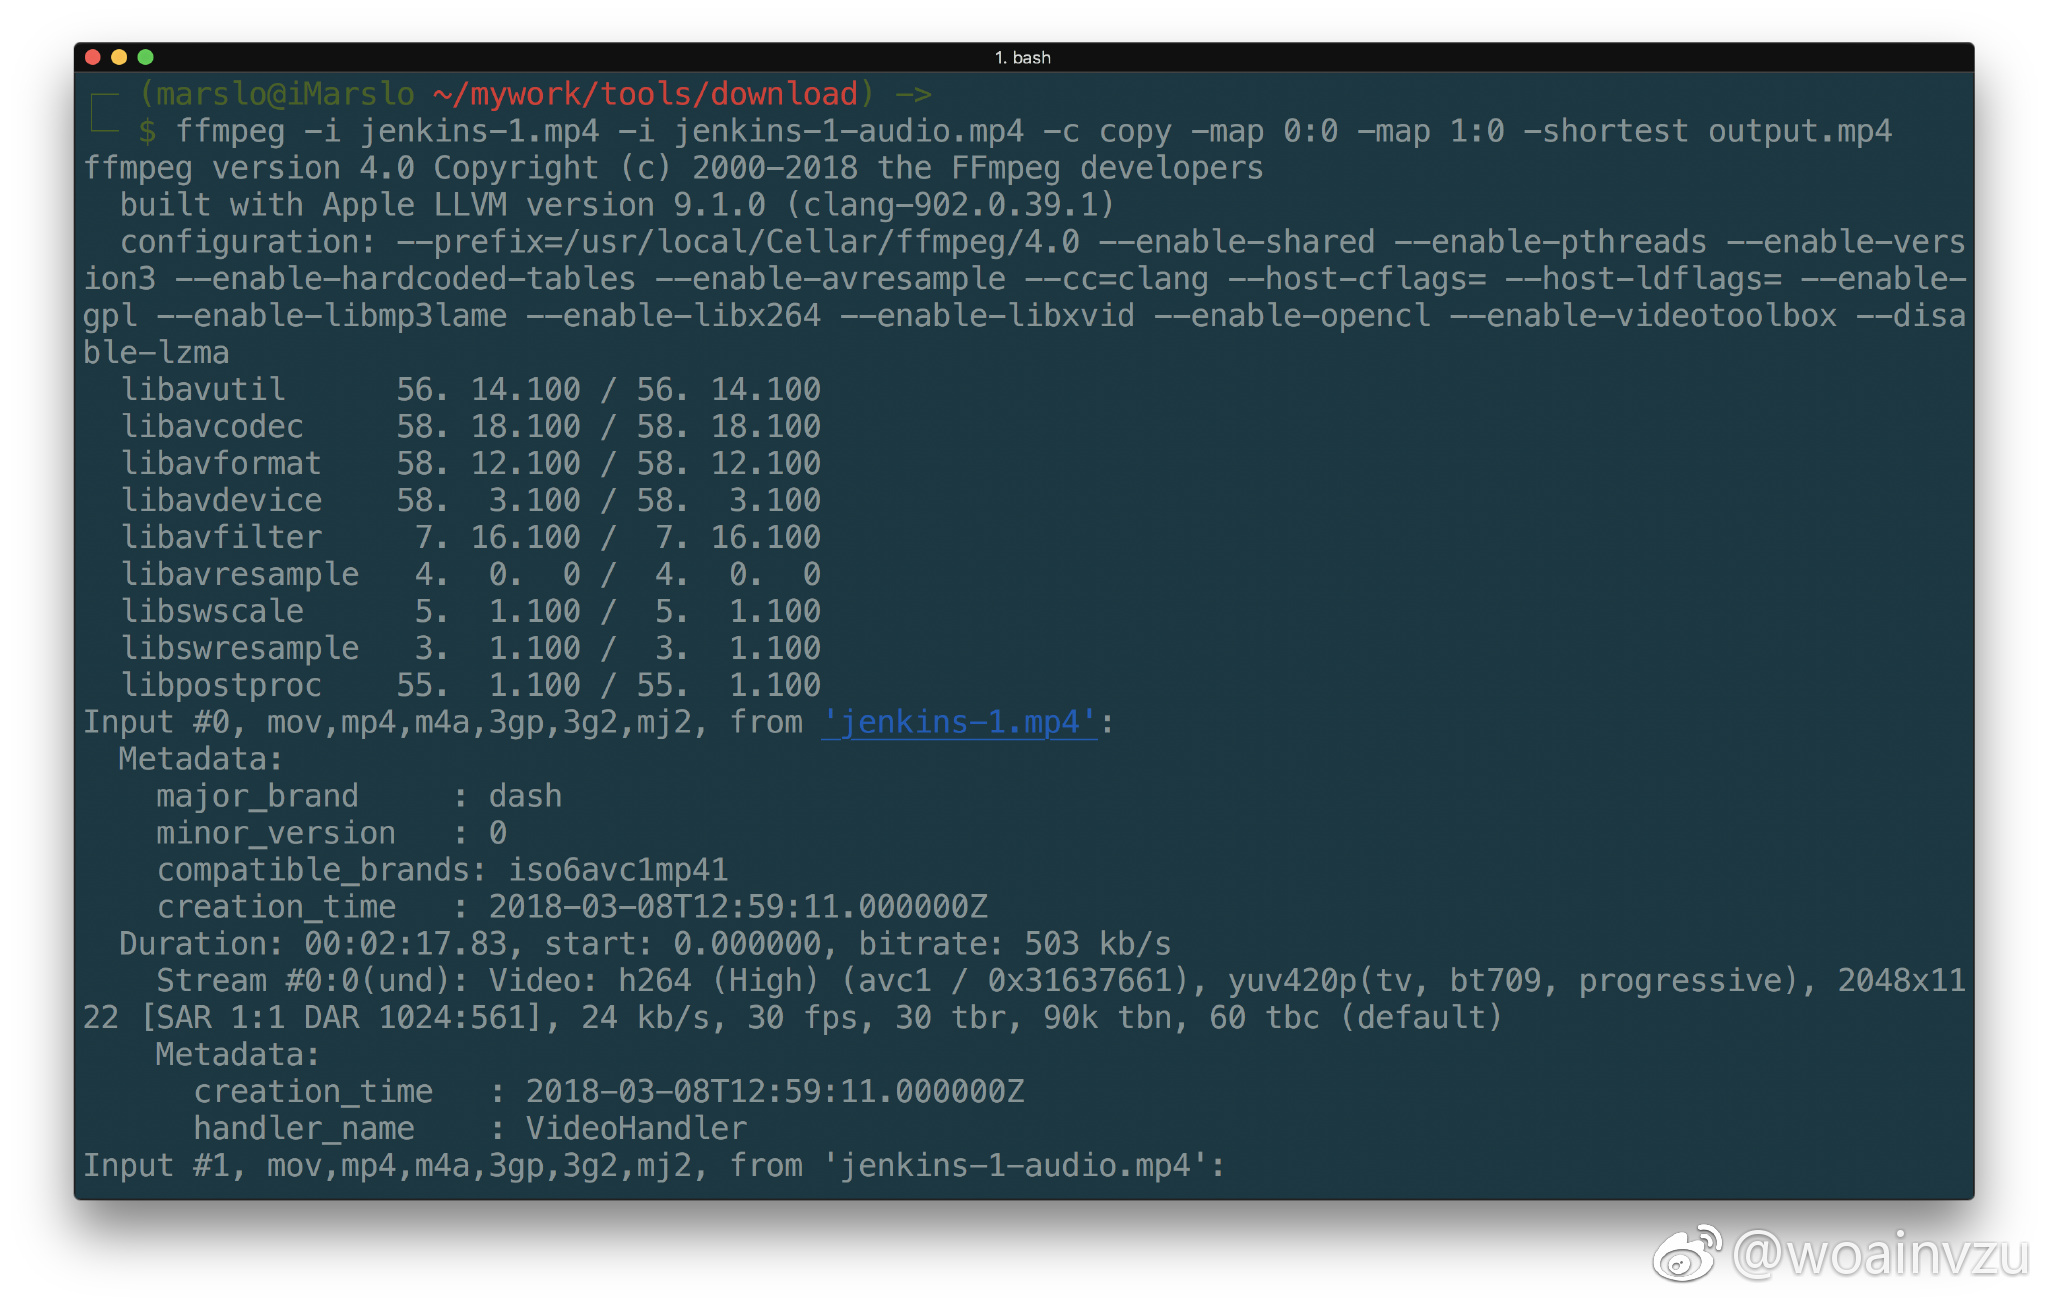 1. bash
(marslo@iMarslo ~/mywork/tools/download) ->
$ ffmpeg -i jenkins-1.mp4 -i jenkins-1-audio.mp4 -c copy -map 0:0 -map 1:0 -shortest output.mp4
ffmpeg version 4.0 Copyright (c) 2000-2018 the FFmpeg developers
  built with Apple LLVM version 9.1.0 (clang-902.0.39.1)
  configuration: --prefix=/usr/local/Cellar/ffmpeg/4.0 --enable-shared --enable-pthreads --enable-vers
ion3 --enable-hardcoded-tables --enable-avresample --cc=clang --host-cflags= --host-ldflags= --enable-
gpl --enable-libmp3lame --enable-libx264 --enable-libxvid --enable-opencl --enable-videotoolbox --disa
ble-lzma
  libavutil      56. 14.100 / 56. 14.100
  libavcodec     58. 18.100 / 58. 18.100
  libavformat    58. 12.100 / 58. 12.100
  libavdevice    58.  3.100 / 58.  3.100
  libavfilter     7. 16.100 /  7. 16.100
  libavresample   4.  0.  0 /  4.  0.  0
  libswscale      5.  1.100 /  5.  1.100
  libswresample   3.  1.100 /  3.  1.100
  libpostproc    55.  1.100 / 55.  1.100
Input #0, mov,mp4,m4a,3gp,3g2,mj2, from 'jenkins-1.mp4':
  Metadata:
    major_brand     : dash
    minor_version   : 0
    compatible_brands: iso6avc1mp41
    creation_time   : 2018-03-08T12:59:11.000000Z
  Duration: 00:02:17.83, start: 0.000000, bitrate: 503 kb/s
    Stream #0:0(und): Video: h264 (High) (avc1 / 0x31637661), yuv420p(tv, bt709, progressive), 2048x11
22 [SAR 1:1 DAR 1024:561], 24 kb/s, 30 fps, 30 tbr, 90k tbn, 60 tbc (default)
    Metadata:
      creation_time   : 2018-03-08T12:59:11.000000Z
      handler_name    : VideoHandler
Input #1, mov,mp4,m4a,3gp,3g2,mj2, from 'jenkins-1-audio.mp4':
@woainvzu